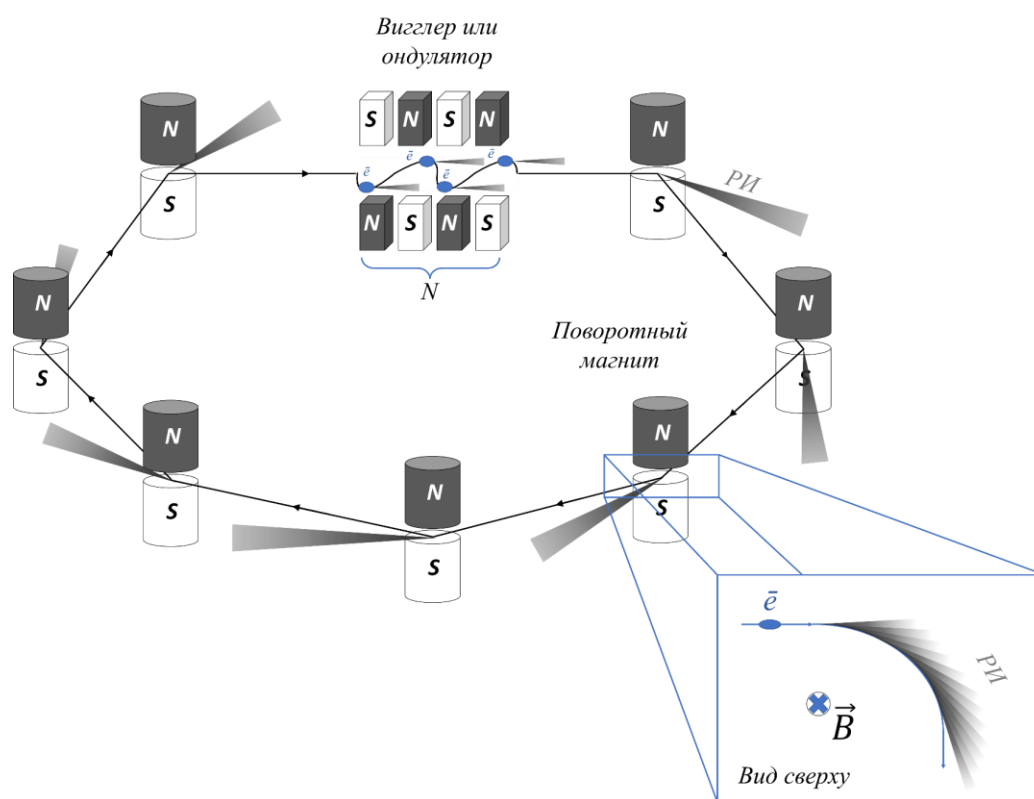 Вигглер или
ондулятор
N
S
S N S N
ē ē ē ē
N S N S
N
N
S
РИ
N
S
N
S
Поворотный
магнит
N
S
N
S
N
S
ē
РИ
B
Вид сверху